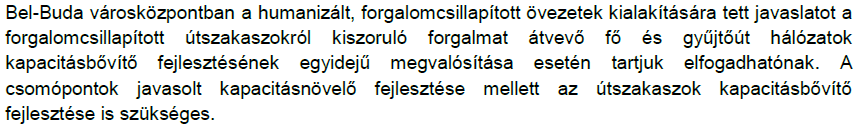 Bel-Buda városközpontban a humanizált, forgalomcsillapított övezetek kialakítására tett javaslatot a
forgalomcsillapított útszakaszokról kiszoruló forgalmat átvevő fő és gyűjtőút hálózatok
kapacitásbővítő fejlesztésének egyidejű megvalósítása esetén tartjuk elfogadhatónak. A
csomópontok javasolt kapacitásnövelő fejlesztése mellett az útszakaszok kapacitásbővítő
fejlesztése is szükséges.